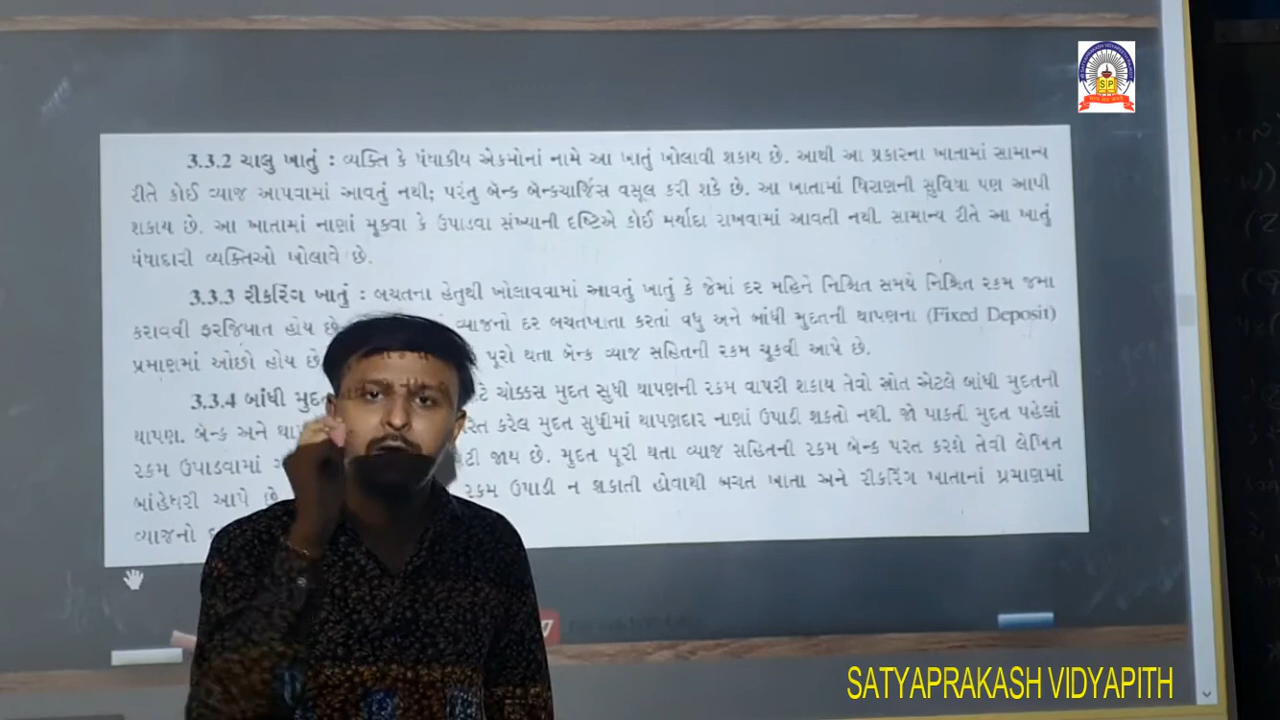 3.3.2 ચાલુ ખાતું : વ્યક્તિ કે ધંધાકીય એકમોનાં નામે આ ખાતું ખોલાવી શકાય છે. આથી આ પ્રકારના ખાતામાં સામાન્ય
રીતે કોઈ વ્યાજ આપવામાં આવતું નથી; પરંતુ બૅન્ક બૅન્કચાર્જિસ વસૂલ કરી શકે છે. આ ખાતામાં ધિરાણની સુવિધા પણ આપી
શકાય છે. આ ખાતામાં નાણાં મૂકવા કે ઉપાડવા સંખ્યાની દૃષ્ટિએ કોઈ મર્યાદા રાખવામાં આવતી નથી. સામાન્ય રીતે આ ખાતું
ધંધાદારી વ્યક્તિઓ ખોલાવે છે.
3.3.3 રીકરિંગ ખાતું : બચતના હેતુથી ખોલાવવામાં આવતું ખાતું કે જેમાં દર મહિને નિશ્ચિત સમયે નિશ્ચિત રકમ જમા
કરાવવી ફરજિયાત હોય છે વ્યાજનો દર બચતખાતા કરતાં વધુ અને બાંધી મુદતની થાપણના (Fixed Deposit)
પ્રમાણમાં ઓછો હોય છે પૂરો થતા બૅન્ક વ્યાજ સહિતની રકમ ચૂકવી આપે છે.
3.3.4 બાંધી મુદત ચોક્કસ મુદત સુધી થાપણની રકમ વાપરી શકાય તેવો સ્રોત એટલે બાંધી મુદતની
થાપણ. બૅન્ક અને કરેલ મુદત સુધીમાં થાપણદાર નાણાં ઉપાડી શકતો નથી. જો પાકતી મુદત પહેલાં
રકમ ઉપાડવામાં જાય છે. મુદત પૂરી થતા વ્યાજ સહિતની રકમ બૅન્ક પરત કરશે તેવી લેખિત
બાંહેધરી આપે છે રકમ ઉપાડી ન શકાતી હોવાથી બચત ખાતા અને રીકરિંગ ખાતાનાં પ્રમાણમાં
વ્યાજનો
SATYAPRAKASH VIDYAPITH